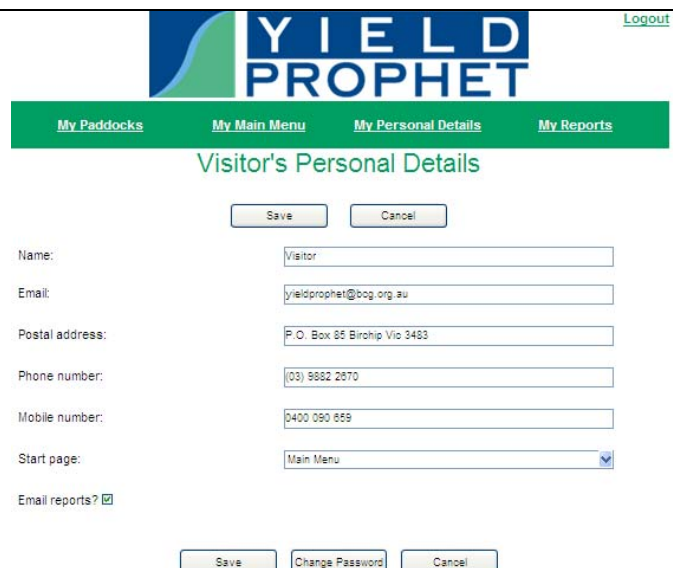 Logout
YIELD
PROPHET
My Paddocks My Main Menu My Personal Details My Reports
Visitor's Personal Details
Save Cancel
Name: Visitor
Email: yieldprophet@bcg.org.au
Postal address: P.O. Box 85 Birchip Vic 3483
Phone number: (03) 9882 2670
Mobile number: 0400 090 659
Start page: Main Menu
Email reports?
Save Change Password Cancel